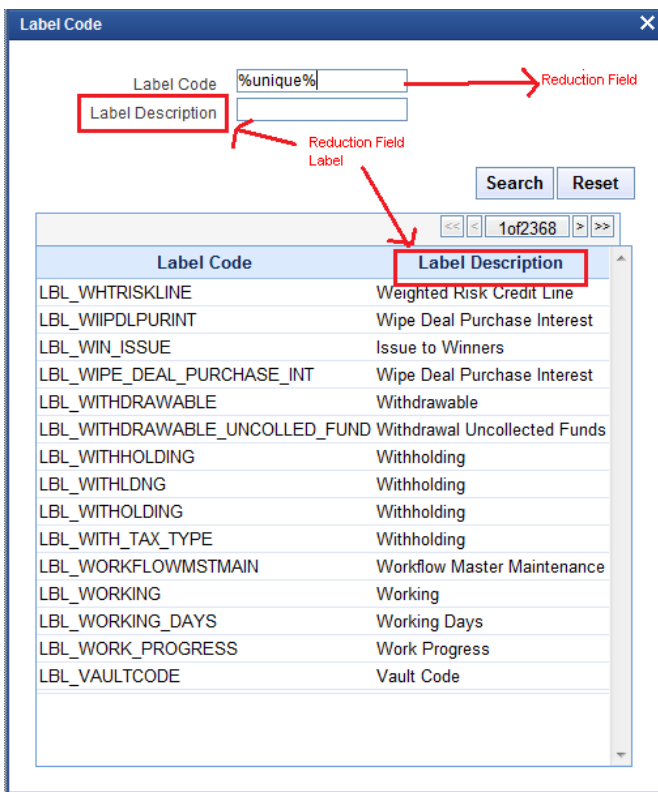 Label Code
Label Code %unique% Reduction Field
Label Description
Reduction Field
Label
Search Reset
<< < 1of2368 > >>
Label Code Label Description
LBL_WHTRISKLINE Weighted Risk Credit Line
LBL_WIIPDLPURINT Wipe Deal Purchase Interest
LBL_WIN_ISSUE Issue to Winners
LBL_WIPE_DEAL_PURCHASE_INT Wipe Deal Purchase Interest
LBL_WITHDRAWABLE Withdrawable
LBL_WITHDRAWABLE_UNCOLLED_FUND Withdrawal Uncollected Funds
LBL_WITHHOLDING Withholding
LBL_WITHLDNG Withholding
LBL_WITHOLDING Withholding
LBL_WITH_TAX_TYPE Withholding
LBL_WORKFLOWMSTMAIN Workflow Master Maintenance
LBL_WORKING Working
LBL_WORKING_DAYS Working Days
LBL_WORK_PROGRESS Work Progress
LBL_VAULTCODE Vault Code